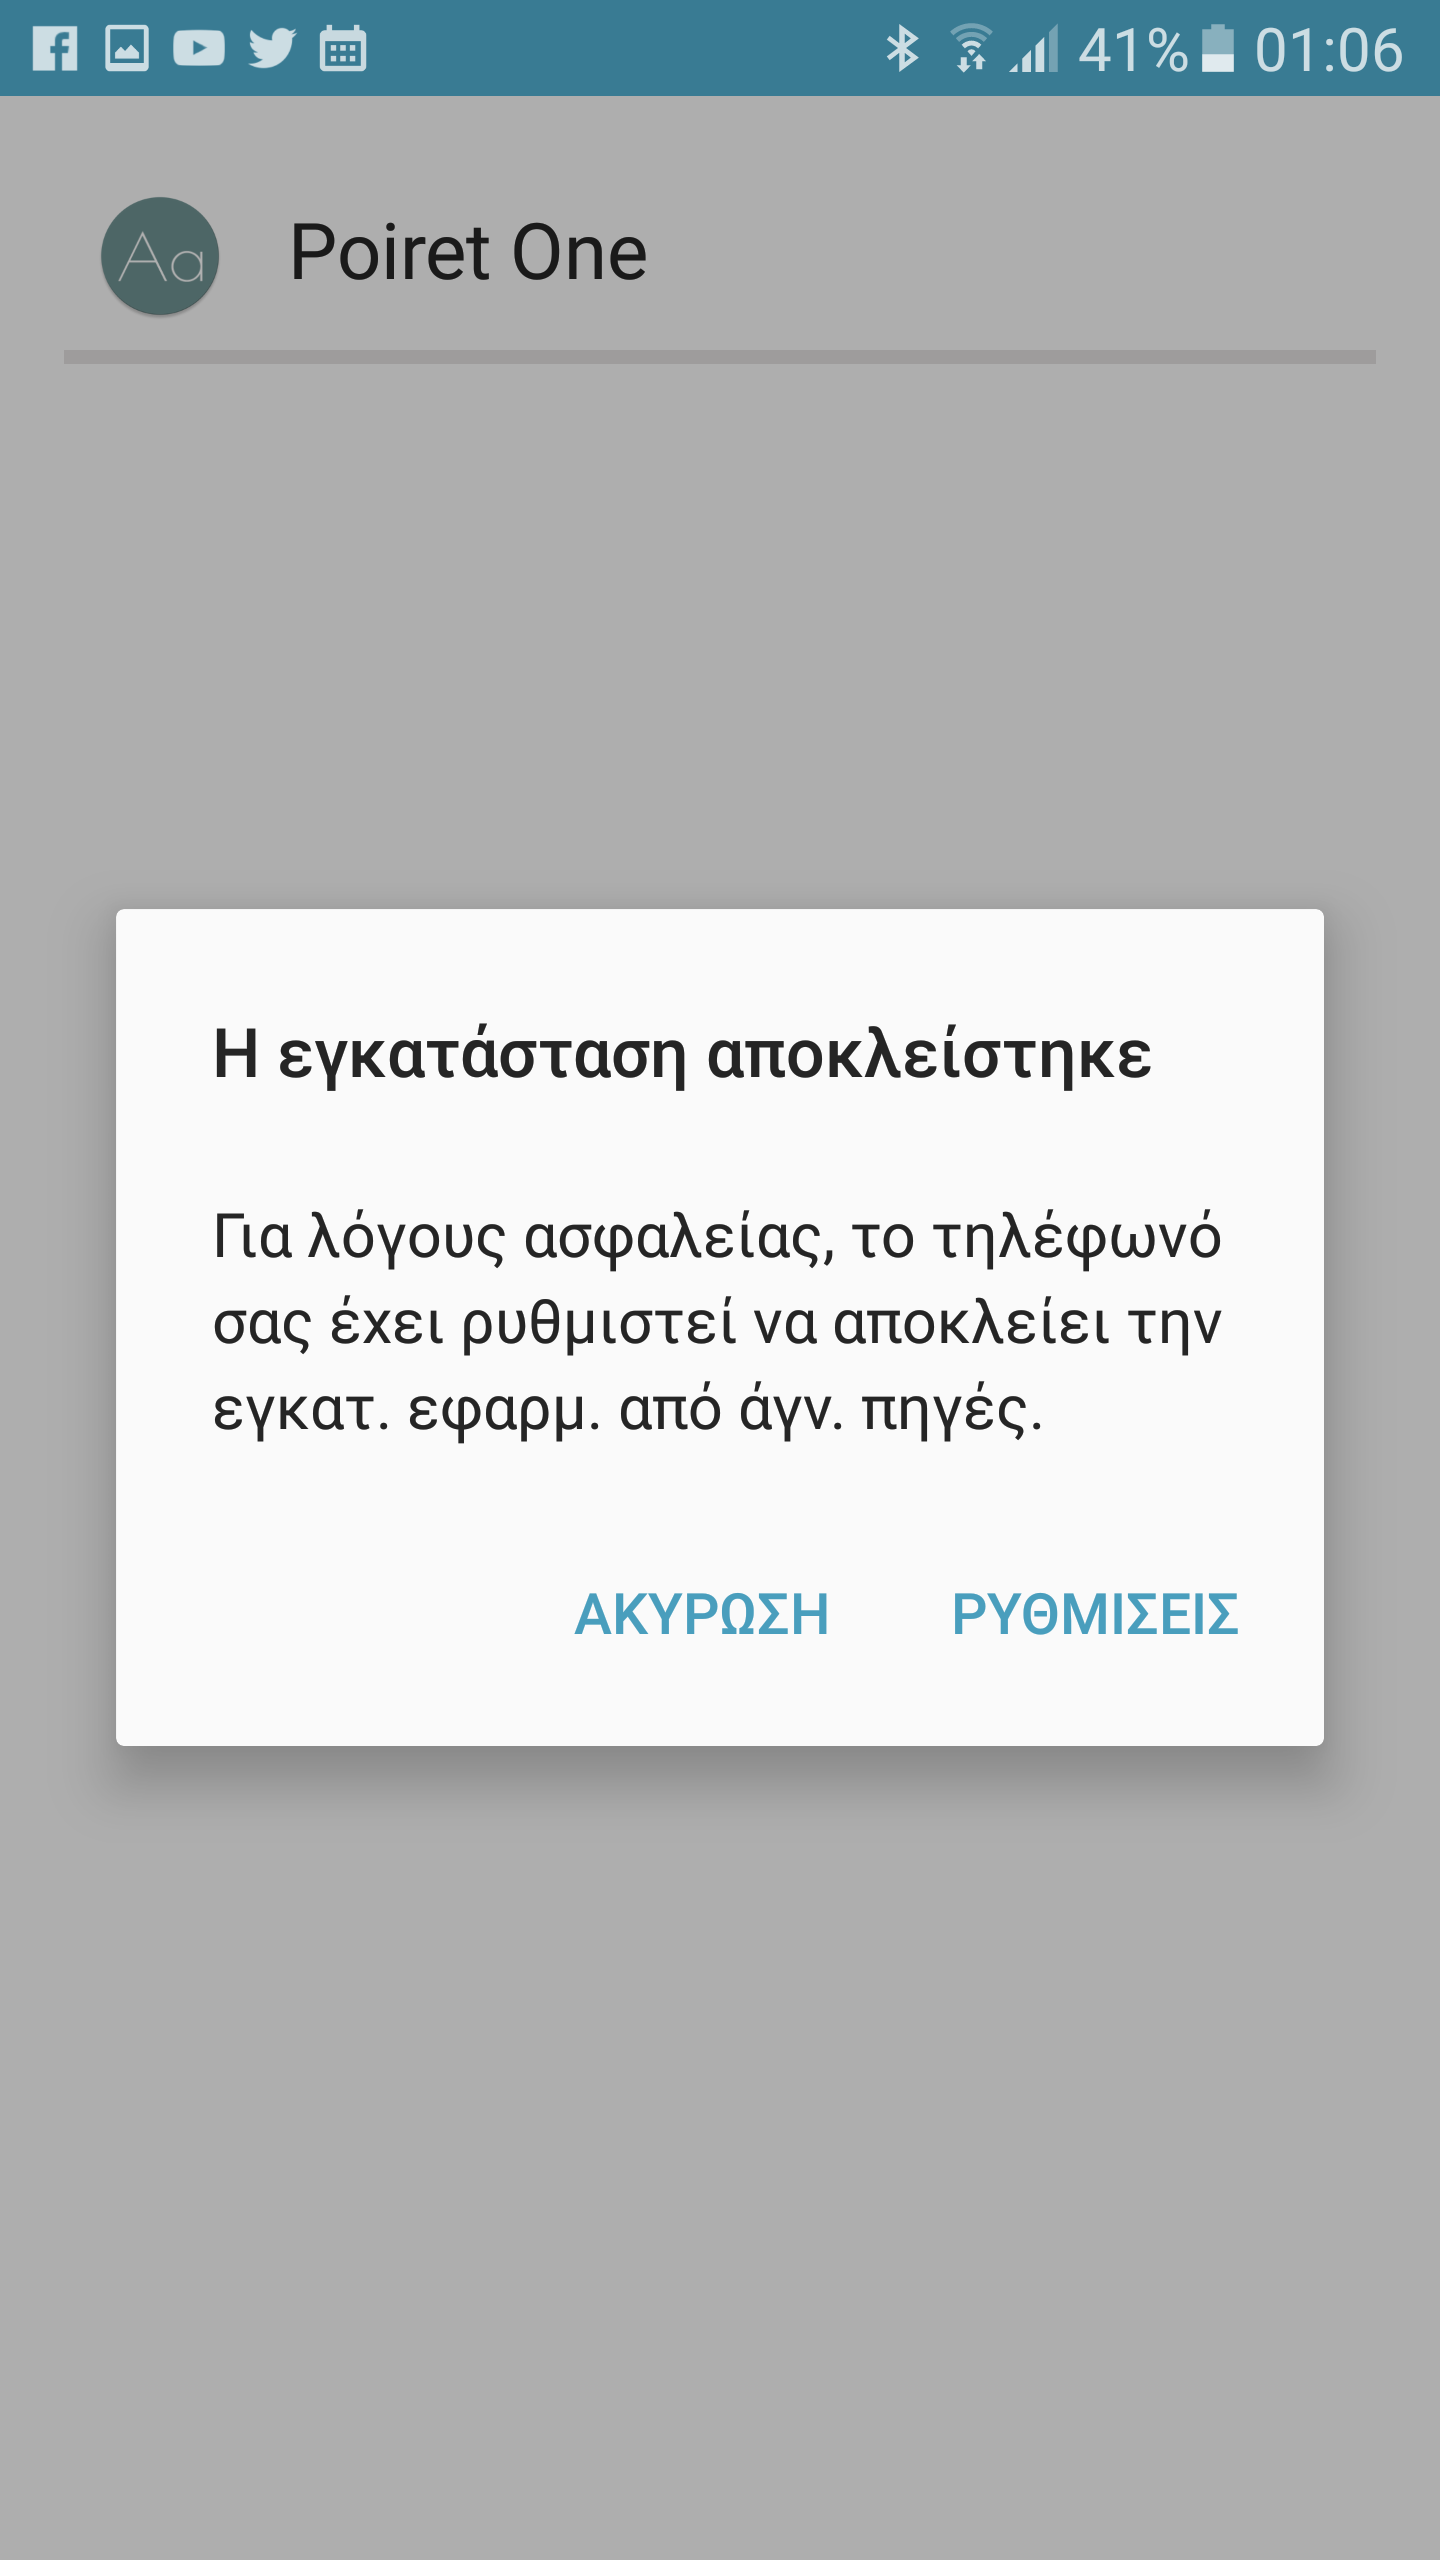 41% 01:06
Aa Poiret One
Η εγκατάσταση αποκλείστηκε
Για λόγους ασφαλείας, το τηλέφωνό
σας έχει ρυθμιστεί να αποκλείει την
εγκατ. εφαρμ. από άγν. πηγές.
ΑΚΥΡΩΣΗ ΡΥΘΜΙΣΕΙΣ